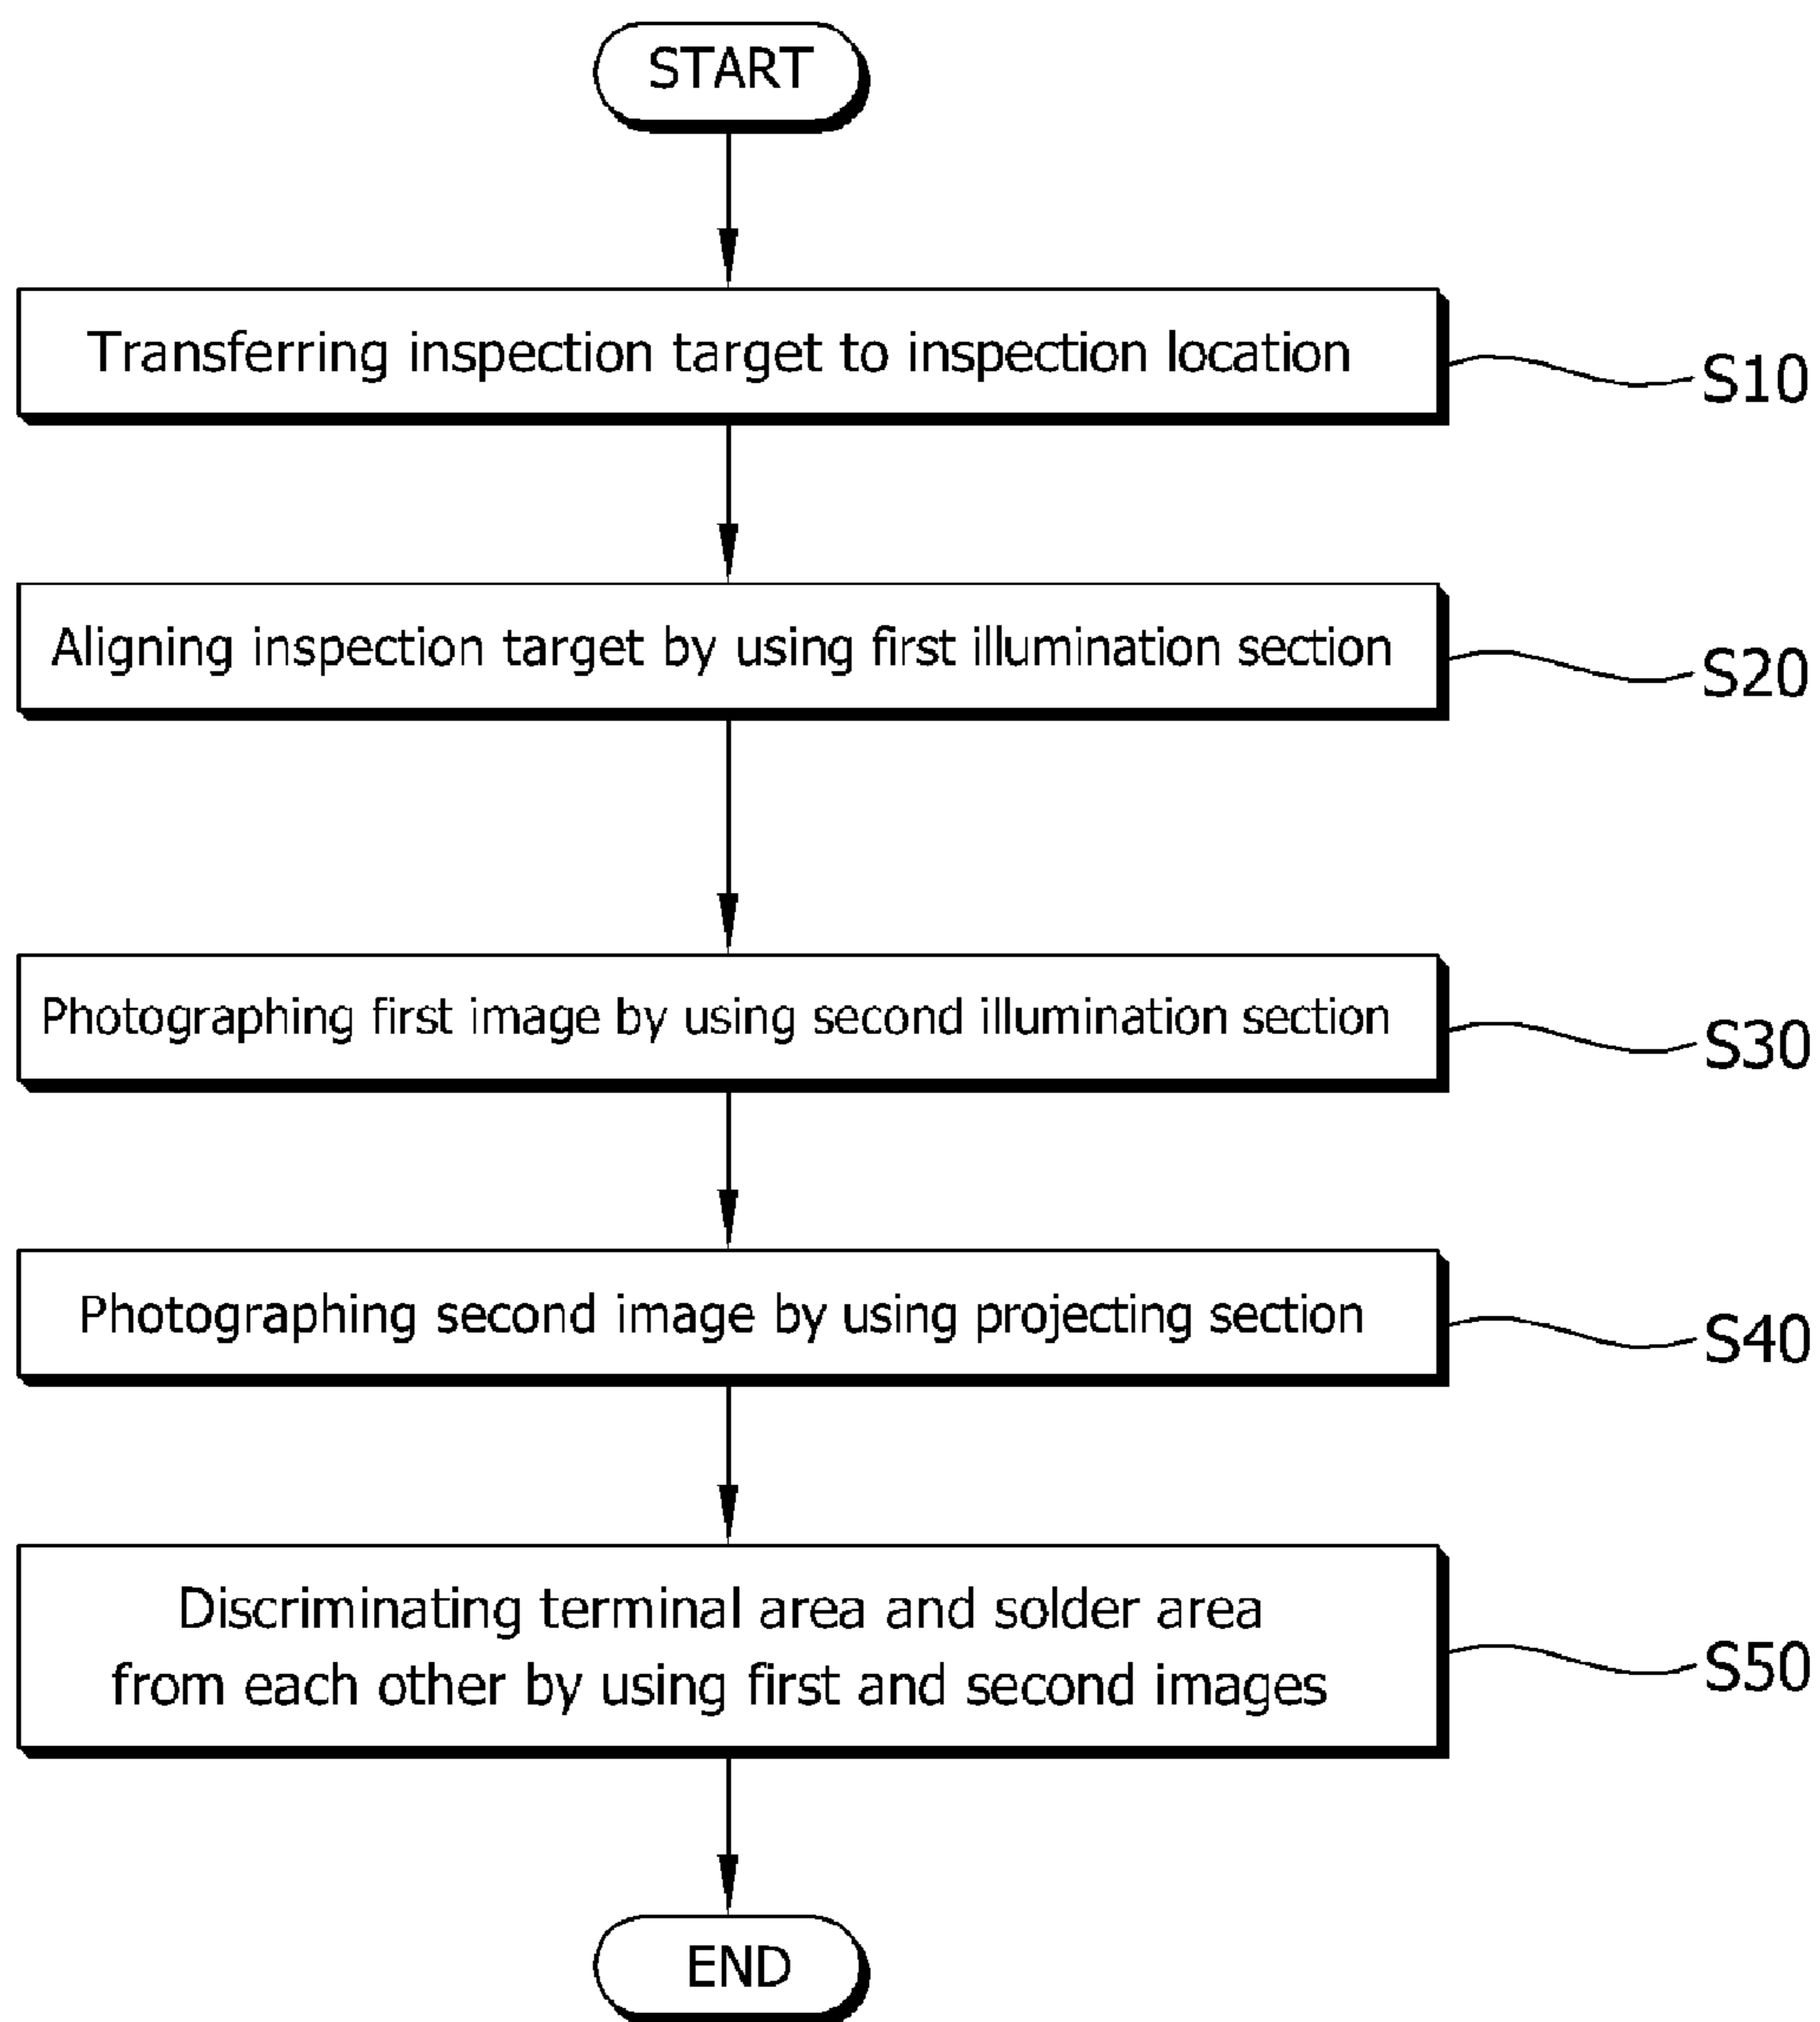 START
Transferring inspection target to inspection location
S10
Aligning inspection target by using first illumination section
S20
Photographing first image by using second illumination section
S30
Photographing second image by using projecting section
S40
Discriminating terminal area and solder area
from each other by using first and second images
S50
END